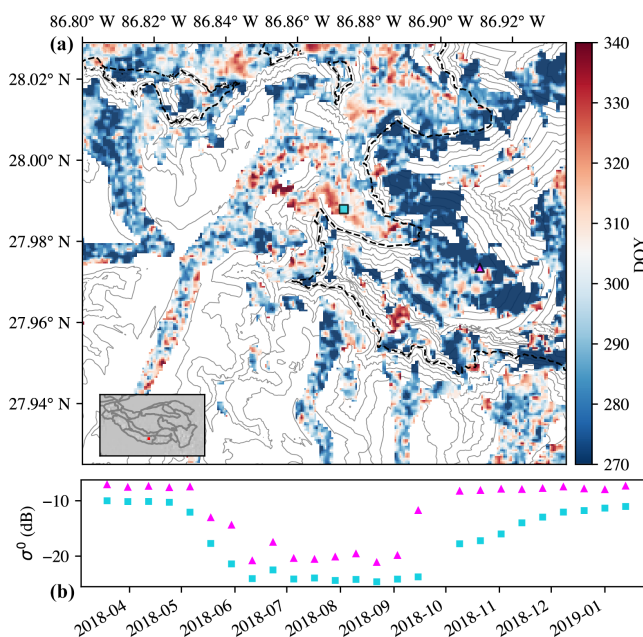 86.80° W 86.82° W 86.84° W 86.86° W 86.88° W 86.90° W 86.92° W
(a)
28.02° N
28.00° N
27.98° N
27.96° N
27.94° N
340
330
320
310
300
290
280
270
DOY
−10
−20
σ⁰ (dB)
(b)
2018-04 2018-05 2018-06 2018-07 2018-08 2018-09 2018-10 2018-11 2018-12 2019-01